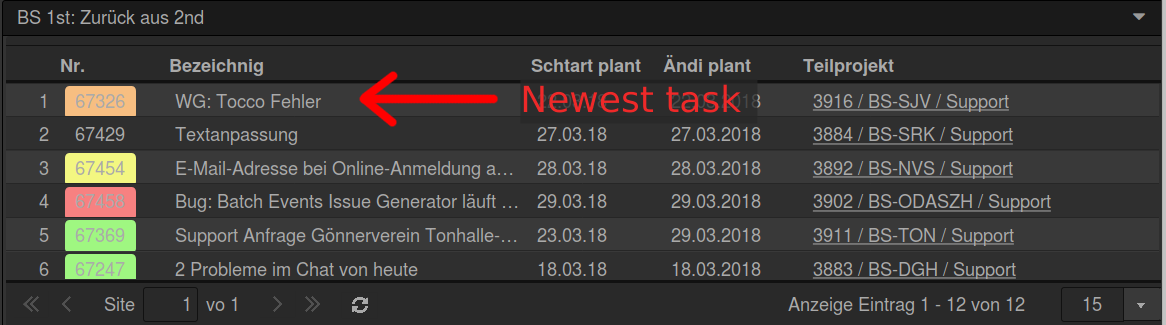 BS 1st: Zurück aus 2nd
Nr. Bezeichnig Schtart plant Ändi plant Teilprojekt
1 67326 WG: Tocco Fehler Newest task 3916 / BS-SJV / Support
2 67429 Textanpassung 27.03.18 27.03.2018 3884 / BS-SRK / Support
3 67454 E-Mail-Adresse bei Online-Anmeldung a... 28.03.18 28.03.2018 3892 / BS-NVS / Support
4 67458 Bug: Batch Events Issue Generator läuft ... 29.03.18 29.03.2018 3902 / BS-ODASZH / Support
5 67369 Support Anfrage Gönnerverein Tonhalle-... 23.03.18 29.03.2018 3911 / BS-TON / Support
6 67247 2 Probleme im Chat von heute 18.03.18 18.03.2018 3883 / BS-DGH / Support
Site 1 vo 1 Anzeige Eintrag 1 - 12 von 12 15